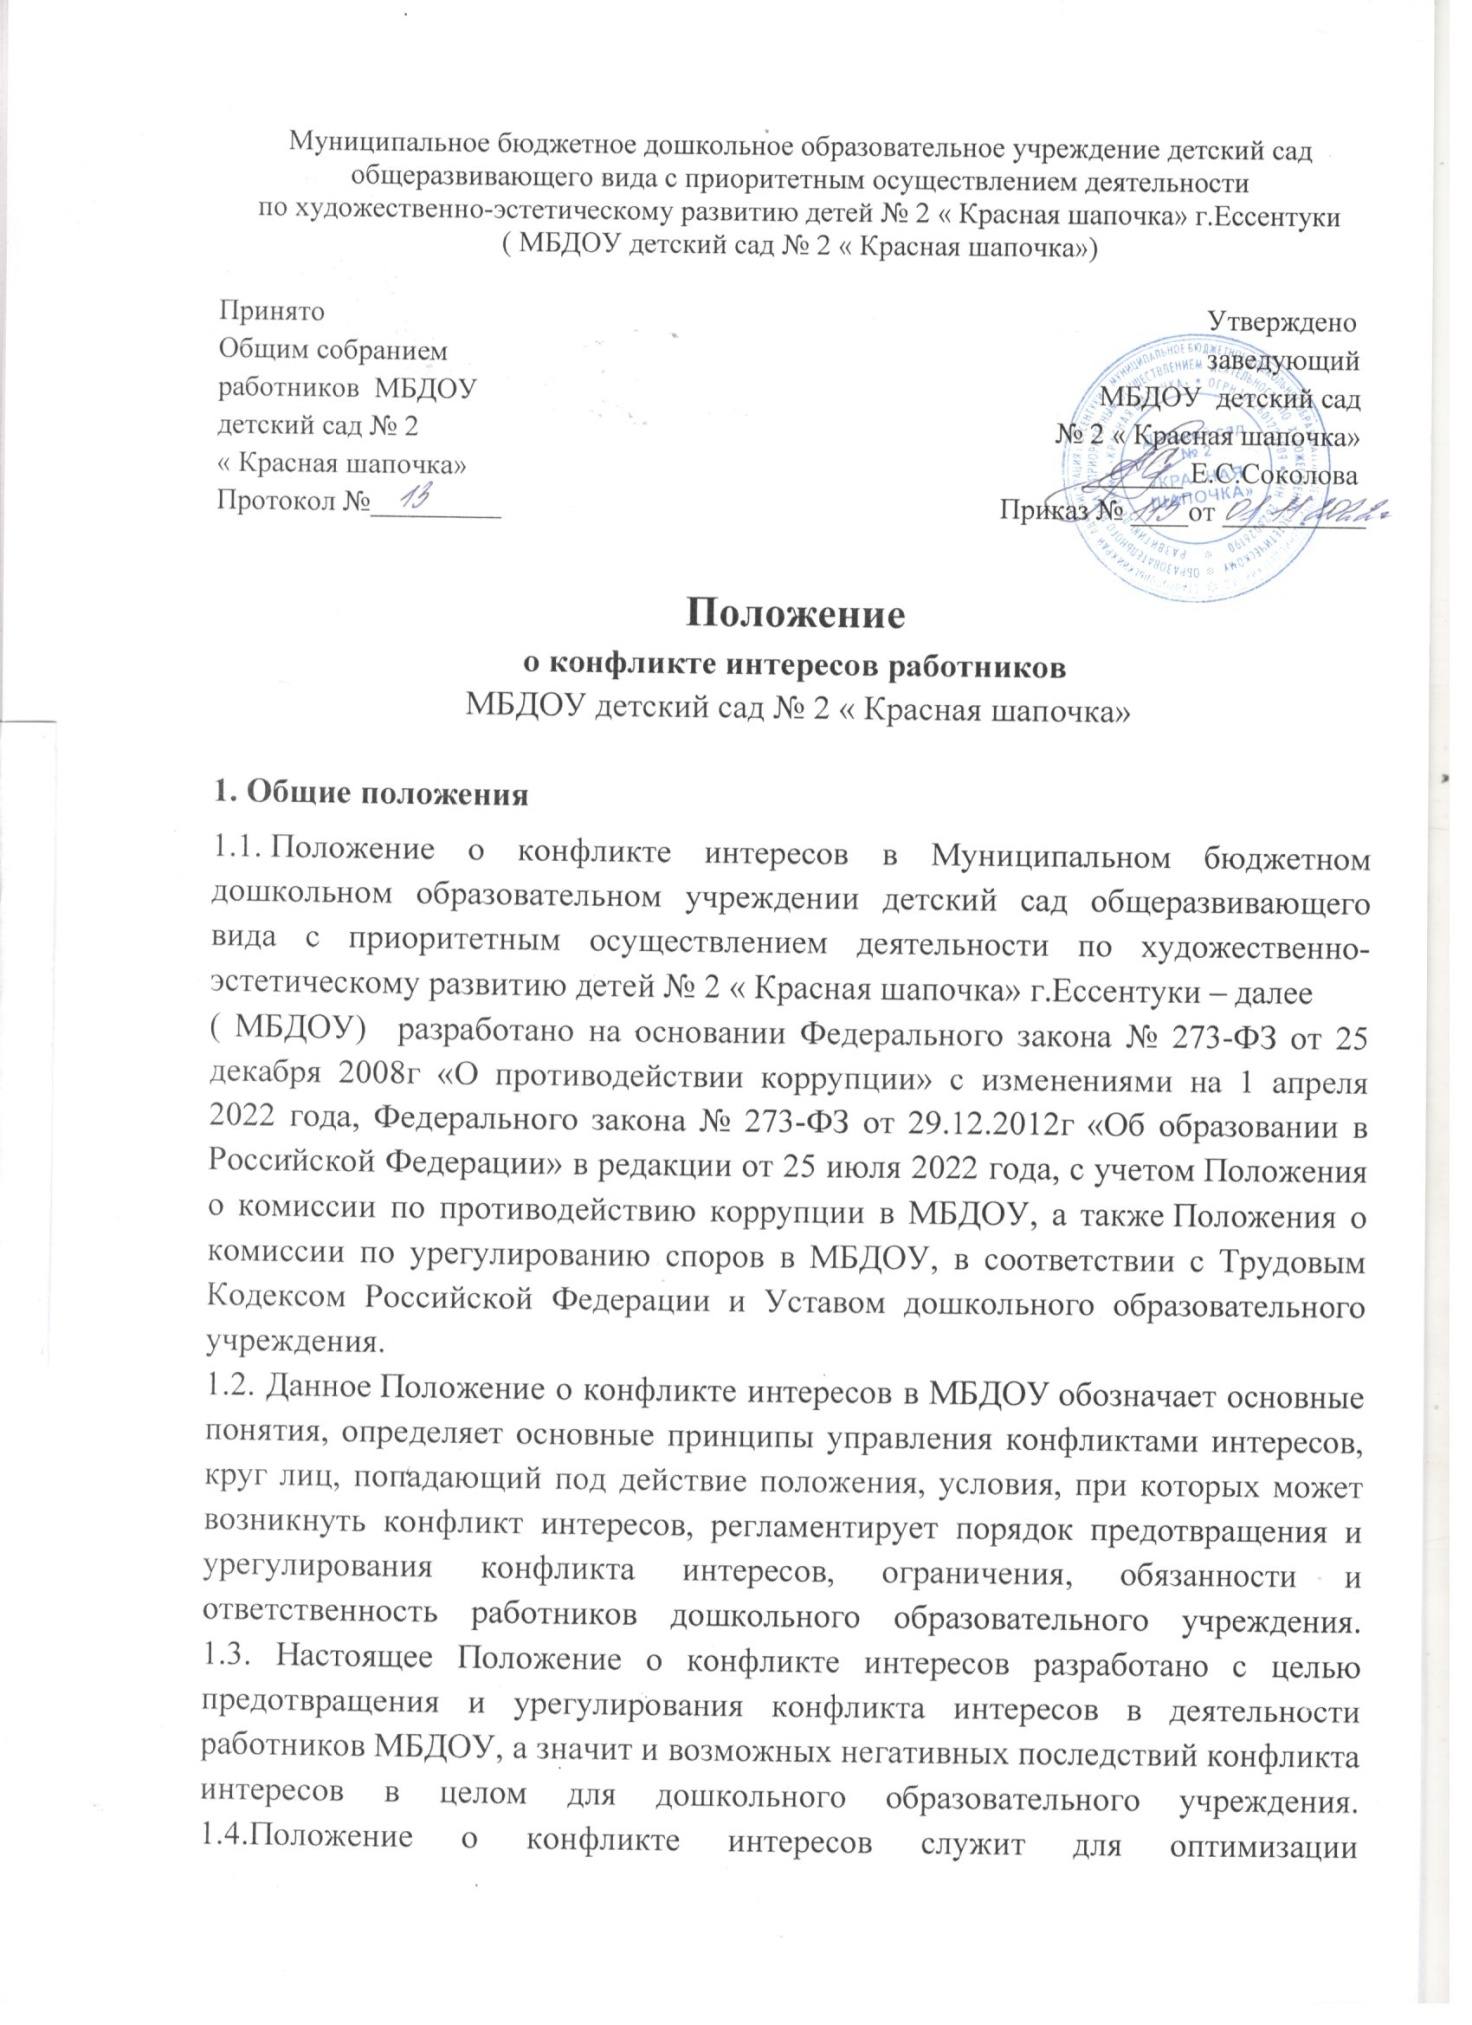 Муниципальное бюджетное дошкольное образовательное учреждение детский сад
общеразвивающего вида с приоритетным осуществлением деятельности
по художественно-эстетическому развитию детей № 2 « Красная шапочка» г.Ессентуки
( МБДОУ детский сад № 2 « Красная шапочка»)
Принято
Общим собранием
работников МБДОУ
детский сад № 2
« Красная шапочка»
Протокол № 13
Утверждено
заведующий
МБДОУ детский сад
№ 2 « Красная шапочка»
Е.С.Соколова
Приказ № от
Положение
о конфликте интересов работников
МБДОУ детский сад № 2 « Красная шапочка»
1. Общие положения
1.1. Положение о конфликте интересов в Муниципальном бюджетном
дошкольном образовательном учреждении детский сад общеразвивающего
вида с приоритетным осуществлением деятельности по художественно-
эстетическому развитию детей № 2 « Красная шапочка» г.Ессентуки – далее
( МБДОУ) разработано на основании Федерального закона № 273-ФЗ от 25
декабря 2008г «О противодействии коррупции» с изменениями на 1 апреля
2022 года, Федерального закона № 273-ФЗ от 29.12.2012г «Об образовании в
Российской Федерации» в редакции от 25 июля 2022 года, с учетом Положения
о комиссии по противодействию коррупции в МБДОУ, а также Положения о
комиссии по урегулированию споров в МБДОУ, в соответствии с Трудовым
Кодексом Российской Федерации и Уставом дошкольного образовательного
учреждения.
1.2. Данное Положение о конфликте интересов в МБДОУ обозначает основные
понятия, определяет основные принципы управления конфликтами интересов,
круг лиц, попадающий под действие положения, условия, при которых может
возникнуть конфликт интересов, регламентирует порядок предотвращения и
урегулирования конфликта интересов, ограничения, обязанности и
ответственность работников дошкольного образовательного учреждения.
1.3. Настоящее Положение о конфликте интересов разработано с целью
предотвращения и урегулирования конфликта интересов в деятельности
работников МБДОУ, а значит и возможных негативных последствий конфликта
интересов в целом для дошкольного образовательного учреждения.
1.4.Положение о конфликте интересов служит для оптимизации